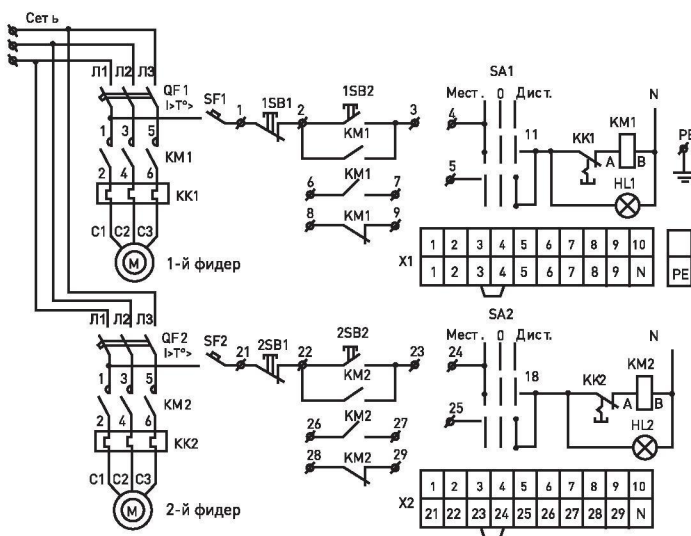 Сеть
Л1 Л2 Л3
QF1
I>T°>
SF1
1
1SB1
2
1SB2
3
KM1
1 3 5
KM1
2 4 6
KK1
C1 C2 C3
M
1-й фидер
6 KM1 7
8 KM1 9
SA1
Мест. 0 Дист.
4
5
11
KK1
A
KM1
B
N
HL1
PE
X1
1 2 3 4 5 6 7 8 9 10
1 2 3 4 5 6 7 8 9 N
PE
Л1 Л2 Л3
QF2
I>T°>
SF2
21
2SB1
22
2SB2
23
KM2
1 3 5
KM2
2 4 6
KK2
C1 C2 C3
M
2-й фидер
26 KM2 27
28 KM2 29
SA2
Мест. 0 Дист.
24
25
18
KK2
A
KM2
B
N
HL2
X2
1 2 3 4 5 6 7 8 9 10
21 22 23 24 25 26 27 28 29 N